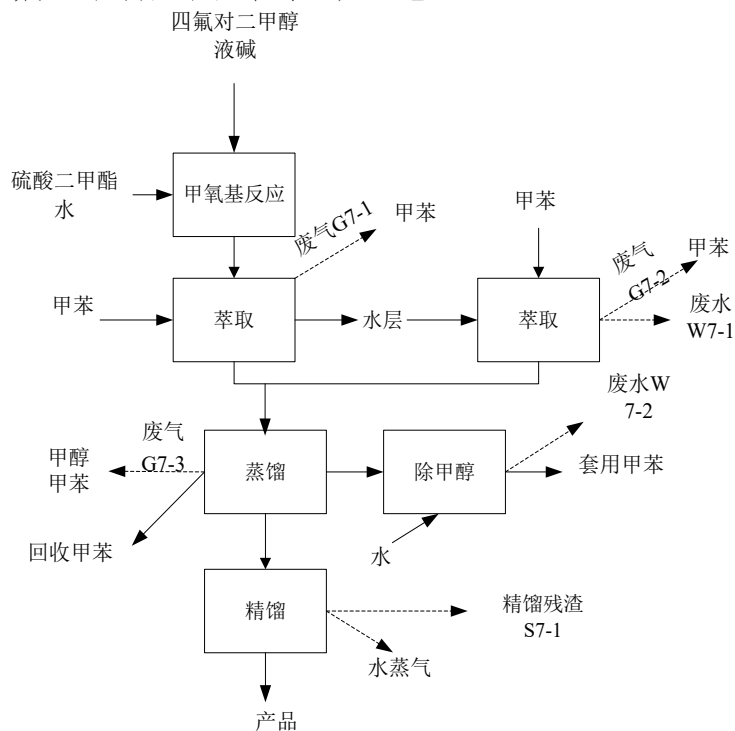 四氟对二甲醇
液碱
硫酸二甲酯
水
甲氧基反应
废气G7-1
甲苯
甲苯
废气
G7-2
甲苯
甲苯
萃取
水层
萃取
废水
W7-1
废水W
7-2
甲醇
甲苯
废气
G7-3
蒸馏
除甲醇
套用甲苯
回收甲苯
水
精馏
精馏残渣
S7-1
水蒸气
产品